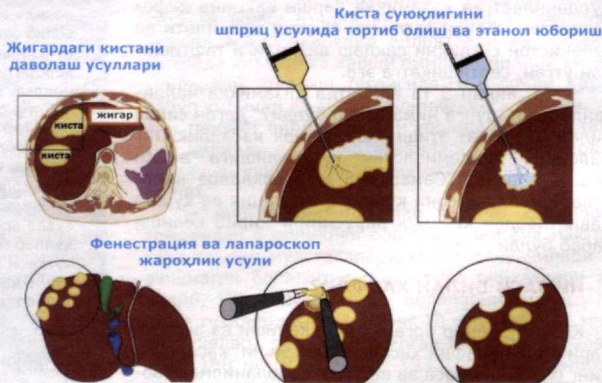 Киста суюқлигини
шприц усулида тортиб олиш ва этанол юбориш
Жигардаги кистани
даволаш усуллари
жигар
киста
киста
Фенестрация ва лапароскоп
жароҳлик усули